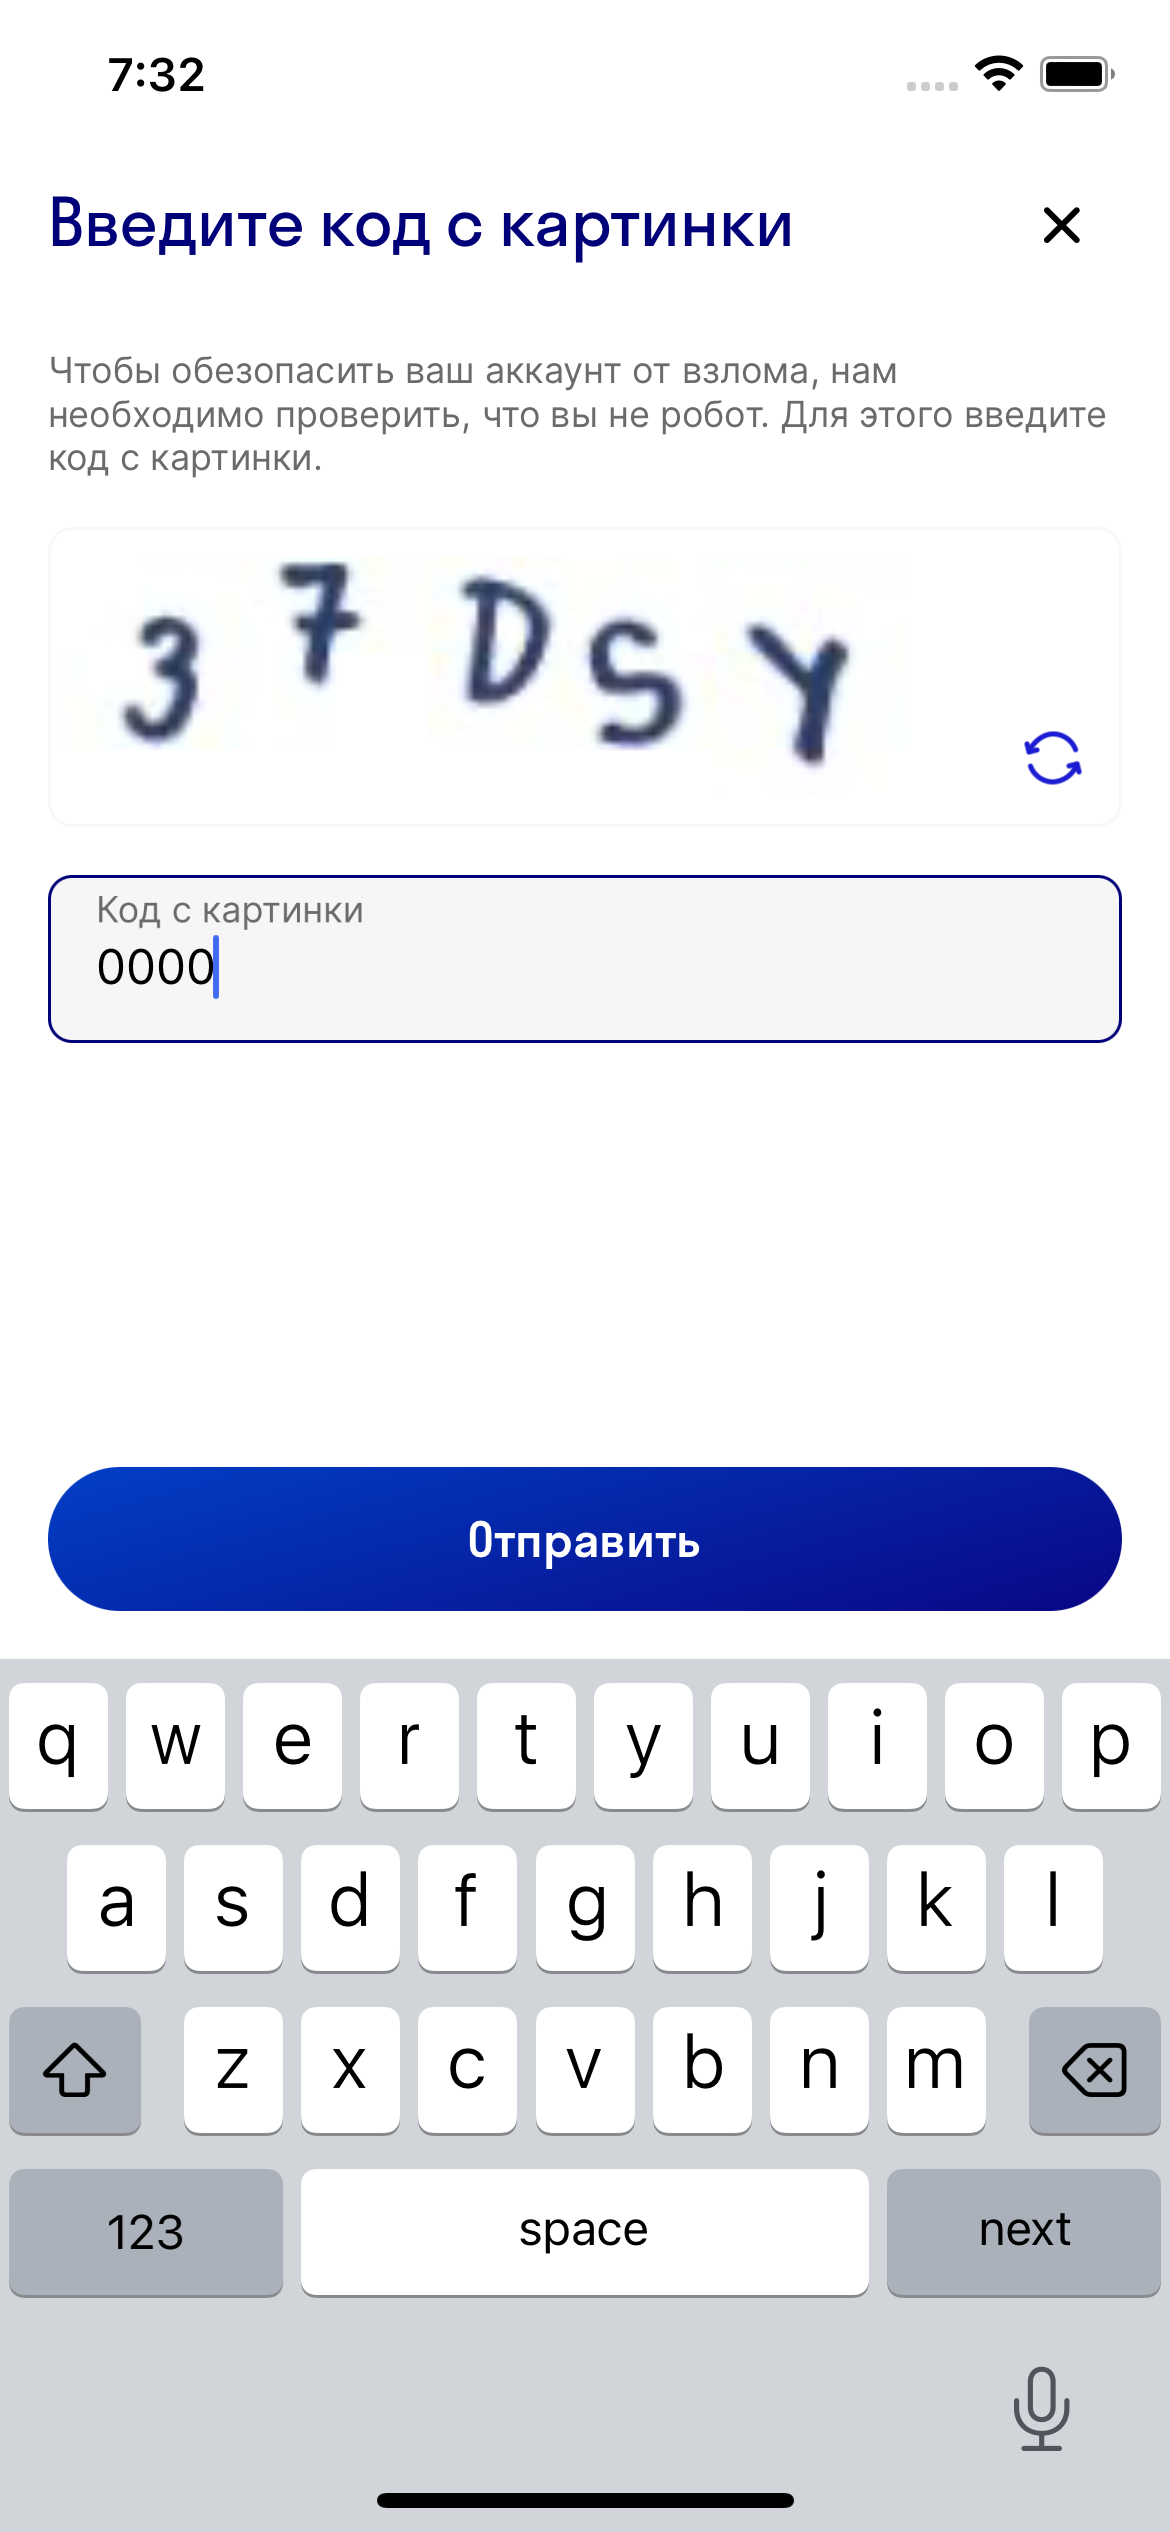 7:32
Введите код с картинки
Чтобы обезопасить ваш аккаунт от взлома, нам
необходимо проверить, что вы не робот. Для этого введите
код с картинки.
3 7 D S Y
Код с картинки
0000
Отправить
q w e r t y u i o p
a s d f g h j k l
z x c v b n m
123 space next